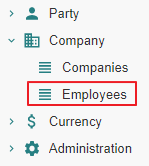 Party
Company
Companies
Employees
Currency
Administration